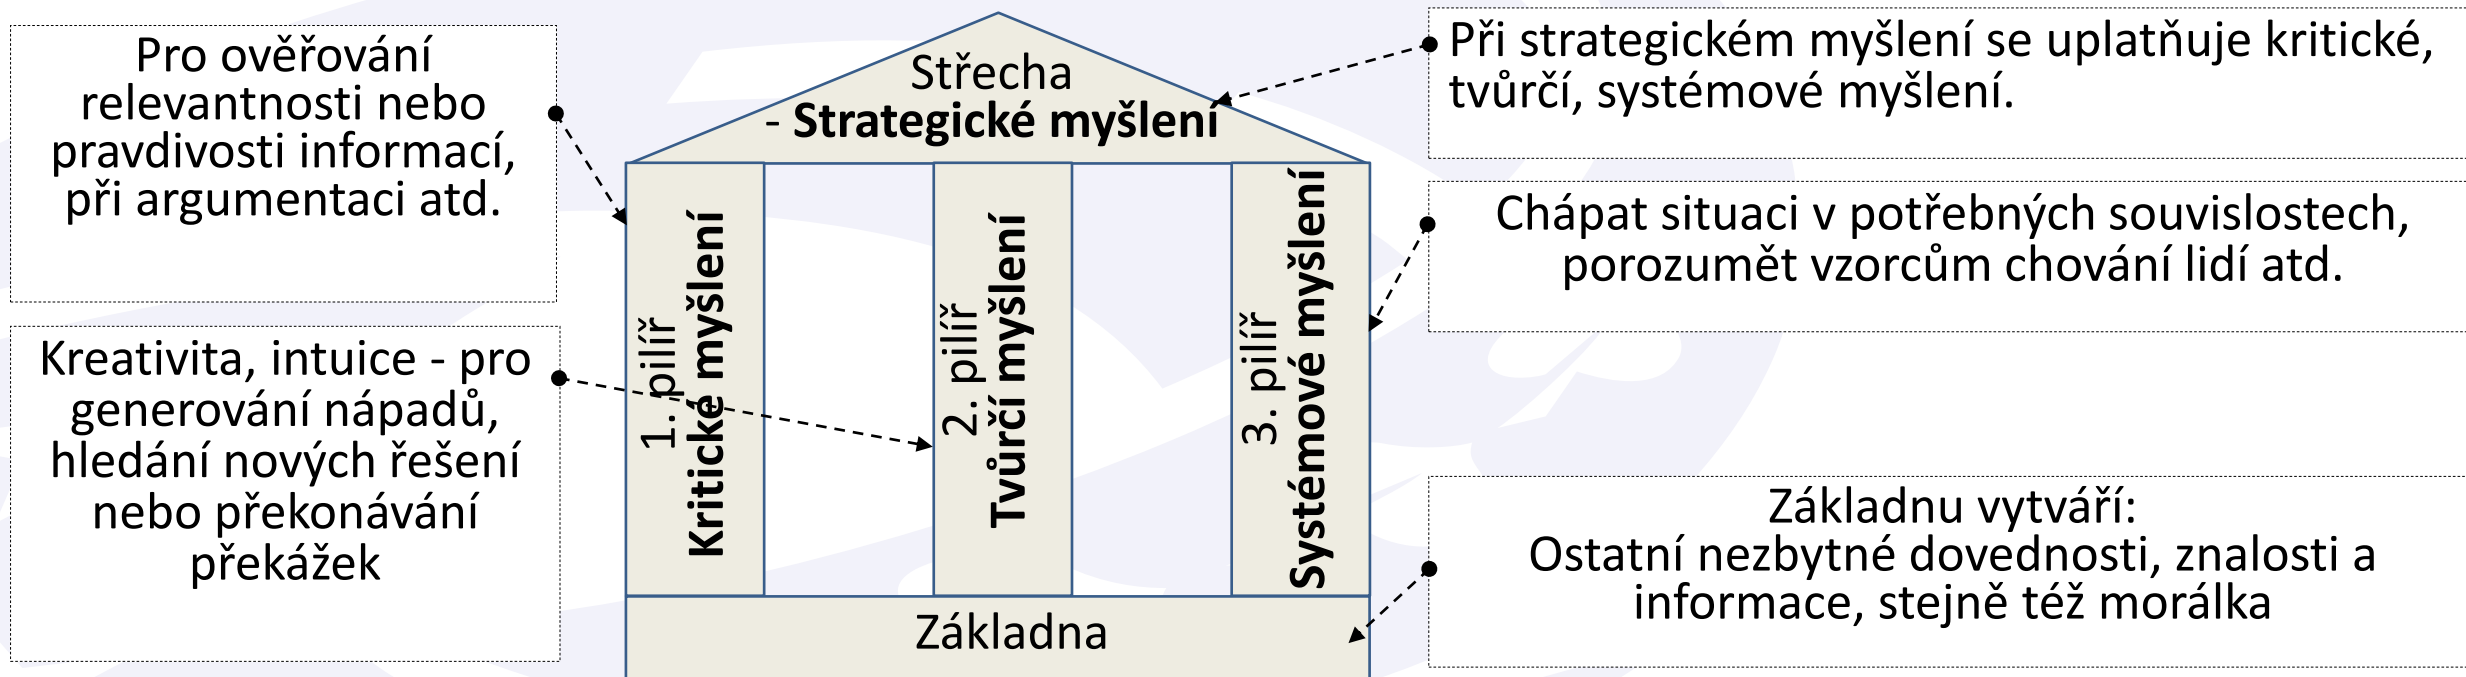 Pro ověřování
relevantnosti nebo
pravdivosti informací,
při argumentaci atd.
Kreativita, intuice - pro
generování nápadů,
hledání nových řešení
nebo překonávání
překážek
Střecha
- Strategické myšlení
1. pilíř
Kritické myšlení
2. pilíř
Tvůrčí myšlení
3. pilíř
Systémové myšlení
Základna
Při strategickém myšlení se uplatňuje kritické,
tvůrčí, systémové myšlení.
Chápat situaci v potřebných souvislostech,
porozumět vzorcům chování lidí atd.
Základnu vytváří:
Ostatní nezbytné dovednosti, znalosti a
informace, stejně též morálka